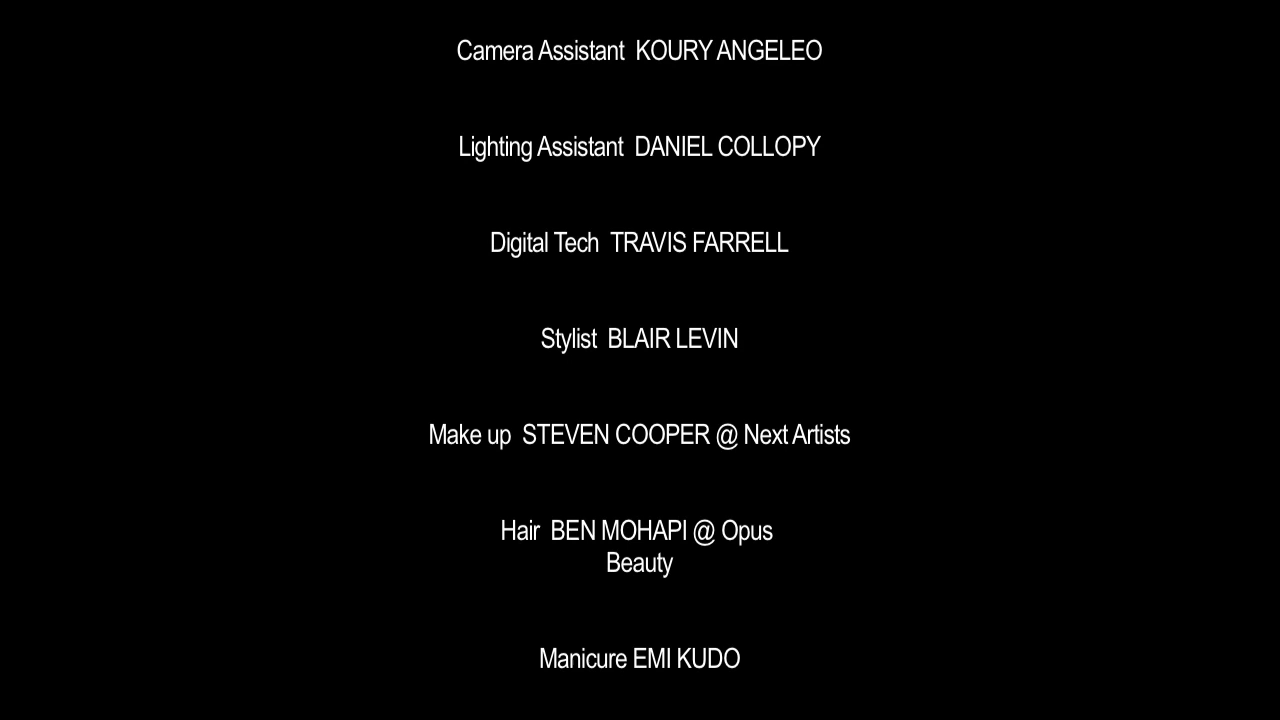 Camera Assistant  KOURY ANGELEO
Lighting Assistant  DANIEL COLLOPY
Digital Tech  TRAVIS FARRELL
Stylist  BLAIR LEVIN
Make up  STEVEN COOPER @ Next Artists
Hair  BEN MOHAPI @ Opus
Beauty
Manicure EMI KUDO